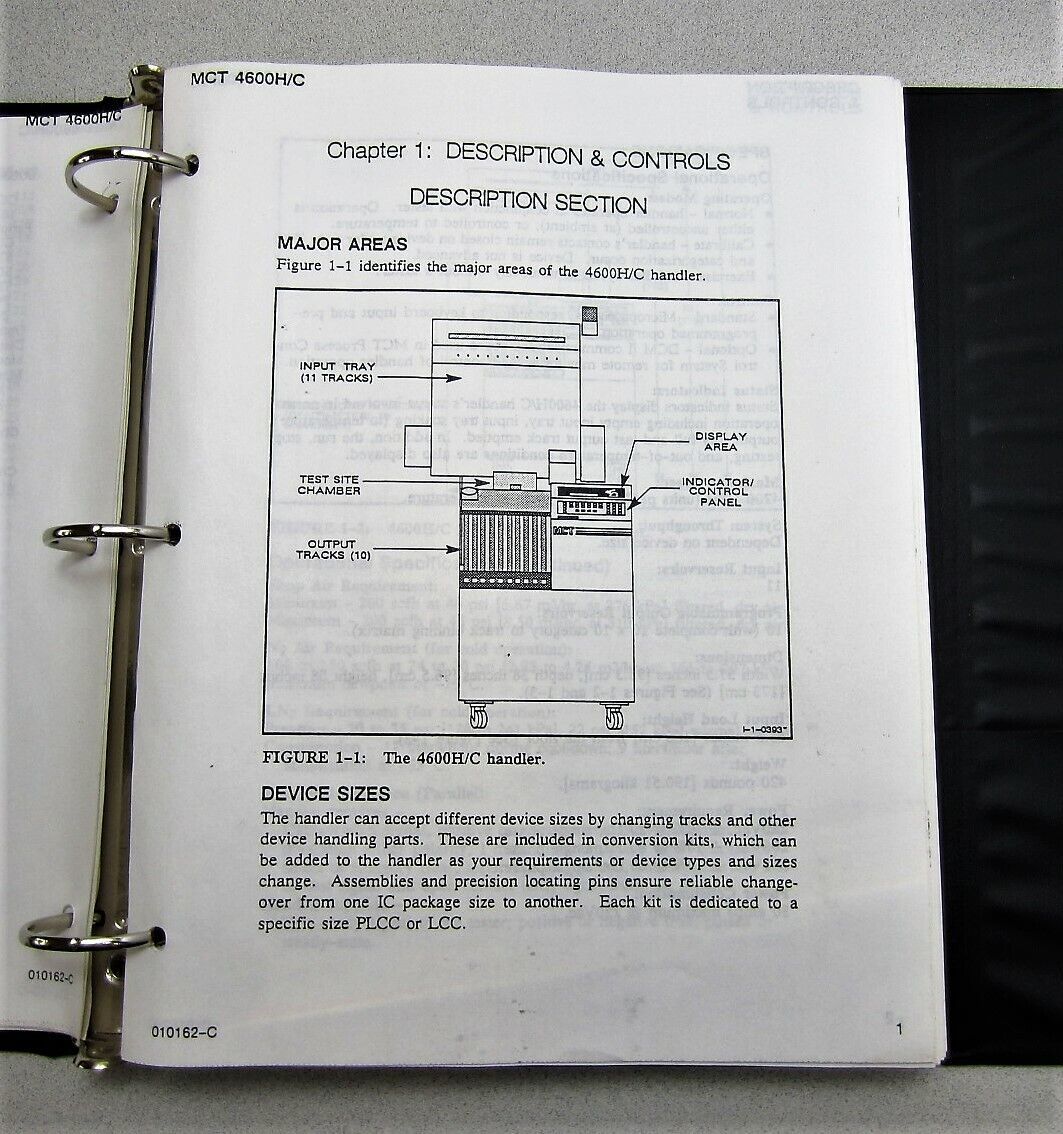 MCT 4600H/C
MCT 4600H/C
Chapter 1: DESCRIPTION & CONTROLS
DESCRIPTION SECTION
MAJOR AREAS
Figure 1-1 identifies the major areas of the 4600H/C handler.
INPUT TRAY
(11 TRACKS)
DISPLAY
AREA
TEST SITE
CHAMBER
INDICATOR/
CONTROL
PANEL
MCT
OUTPUT
TRACKS (10)
I-1-0393
FIGURE 1-1: The 4600H/C handler.
DEVICE SIZES
The handler can accept different device sizes by changing tracks and other
device handling parts. These are included in conversion kits, which can
be added to the handler as your requirements or device types and sizes
change. Assemblies and precision locating pins ensure reliable change-
over from one IC package size to another. Each kit is dedicated to a
specific size PLCC or LCC.
010162-C
010162-C
1